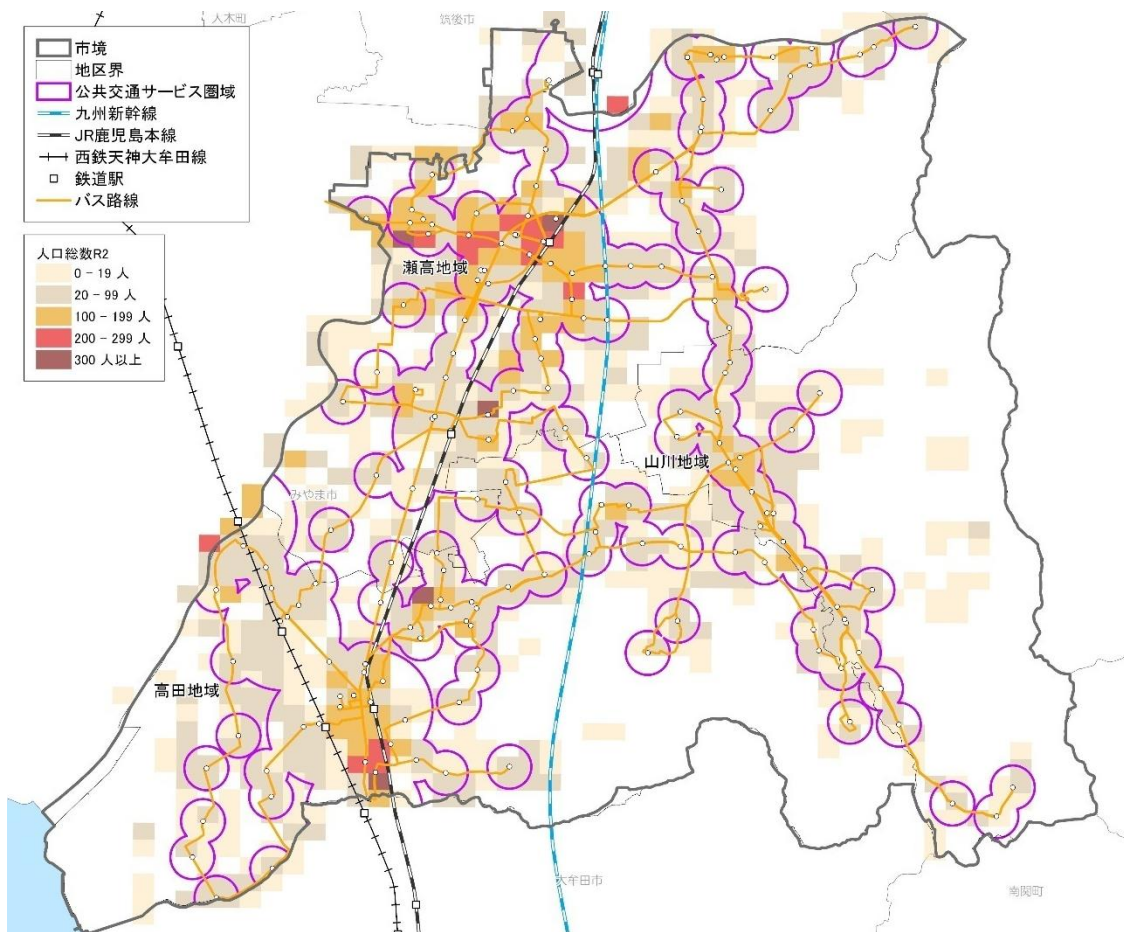 八木町
筑後市
市境
地区界
公共交通サービス圏域
九州新幹線
JR鹿児島本線
西鉄天神大牟田線
鉄道駅
バス路線
人口総数R2
0 - 19 人
20 - 99 人
100 - 199 人
200 - 299 人
300 人以上
瀬高地域
山川地域
みやま市
高田地域
大牟田市
南関町